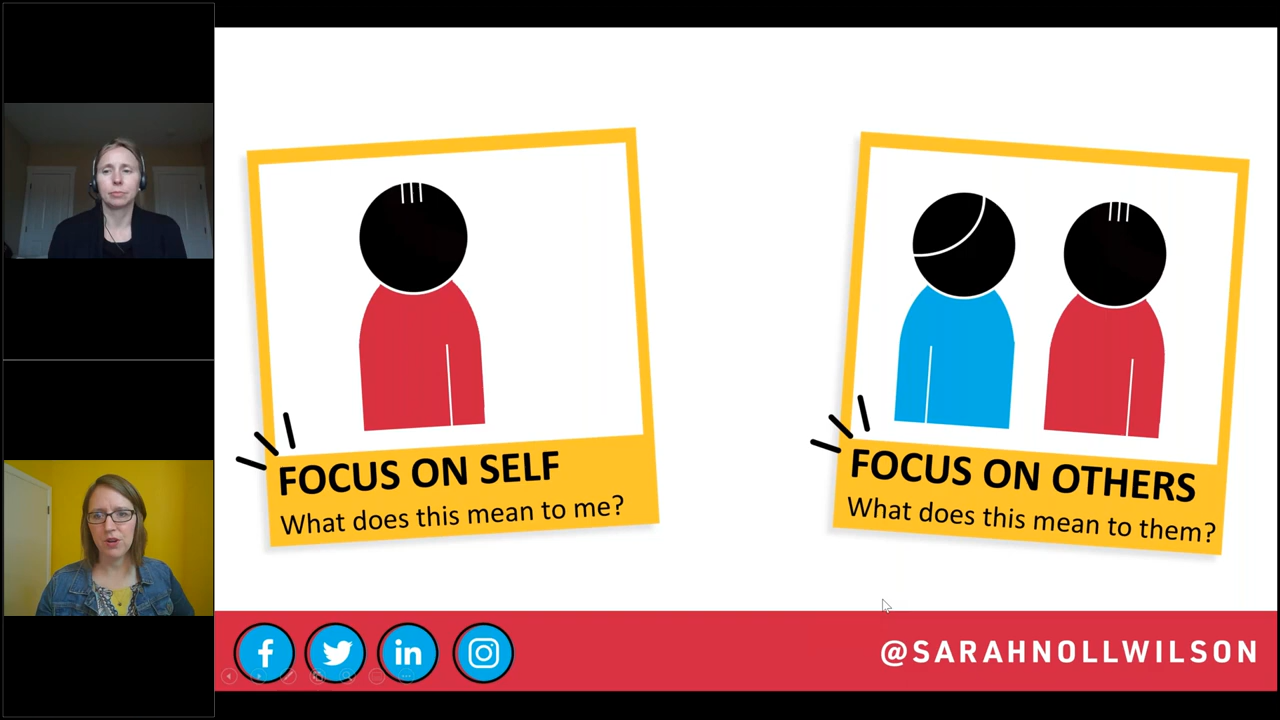 FOCUS ON SELF
What does this mean to me?
FOCUS ON OTHERS
What does this mean to them?
@SARAHNOLLWILSON